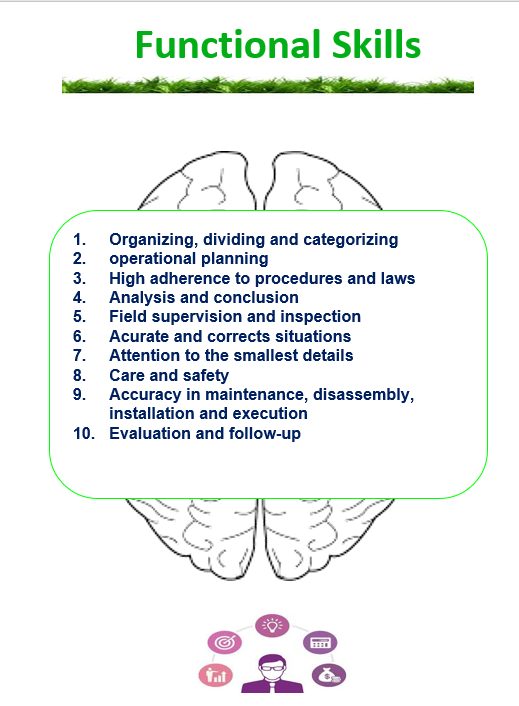 Functional Skills
1. Organizing, dividing and categorizing
2. operational planning
3. High adherence to procedures and laws
4. Analysis and conclusion
5. Field supervision and inspection
6. Acurate and corrects situations
7. Attention to the smallest details
8. Care and safety
9. Accuracy in maintenance, disassembly,
installation and execution
10. Evaluation and follow-up
$